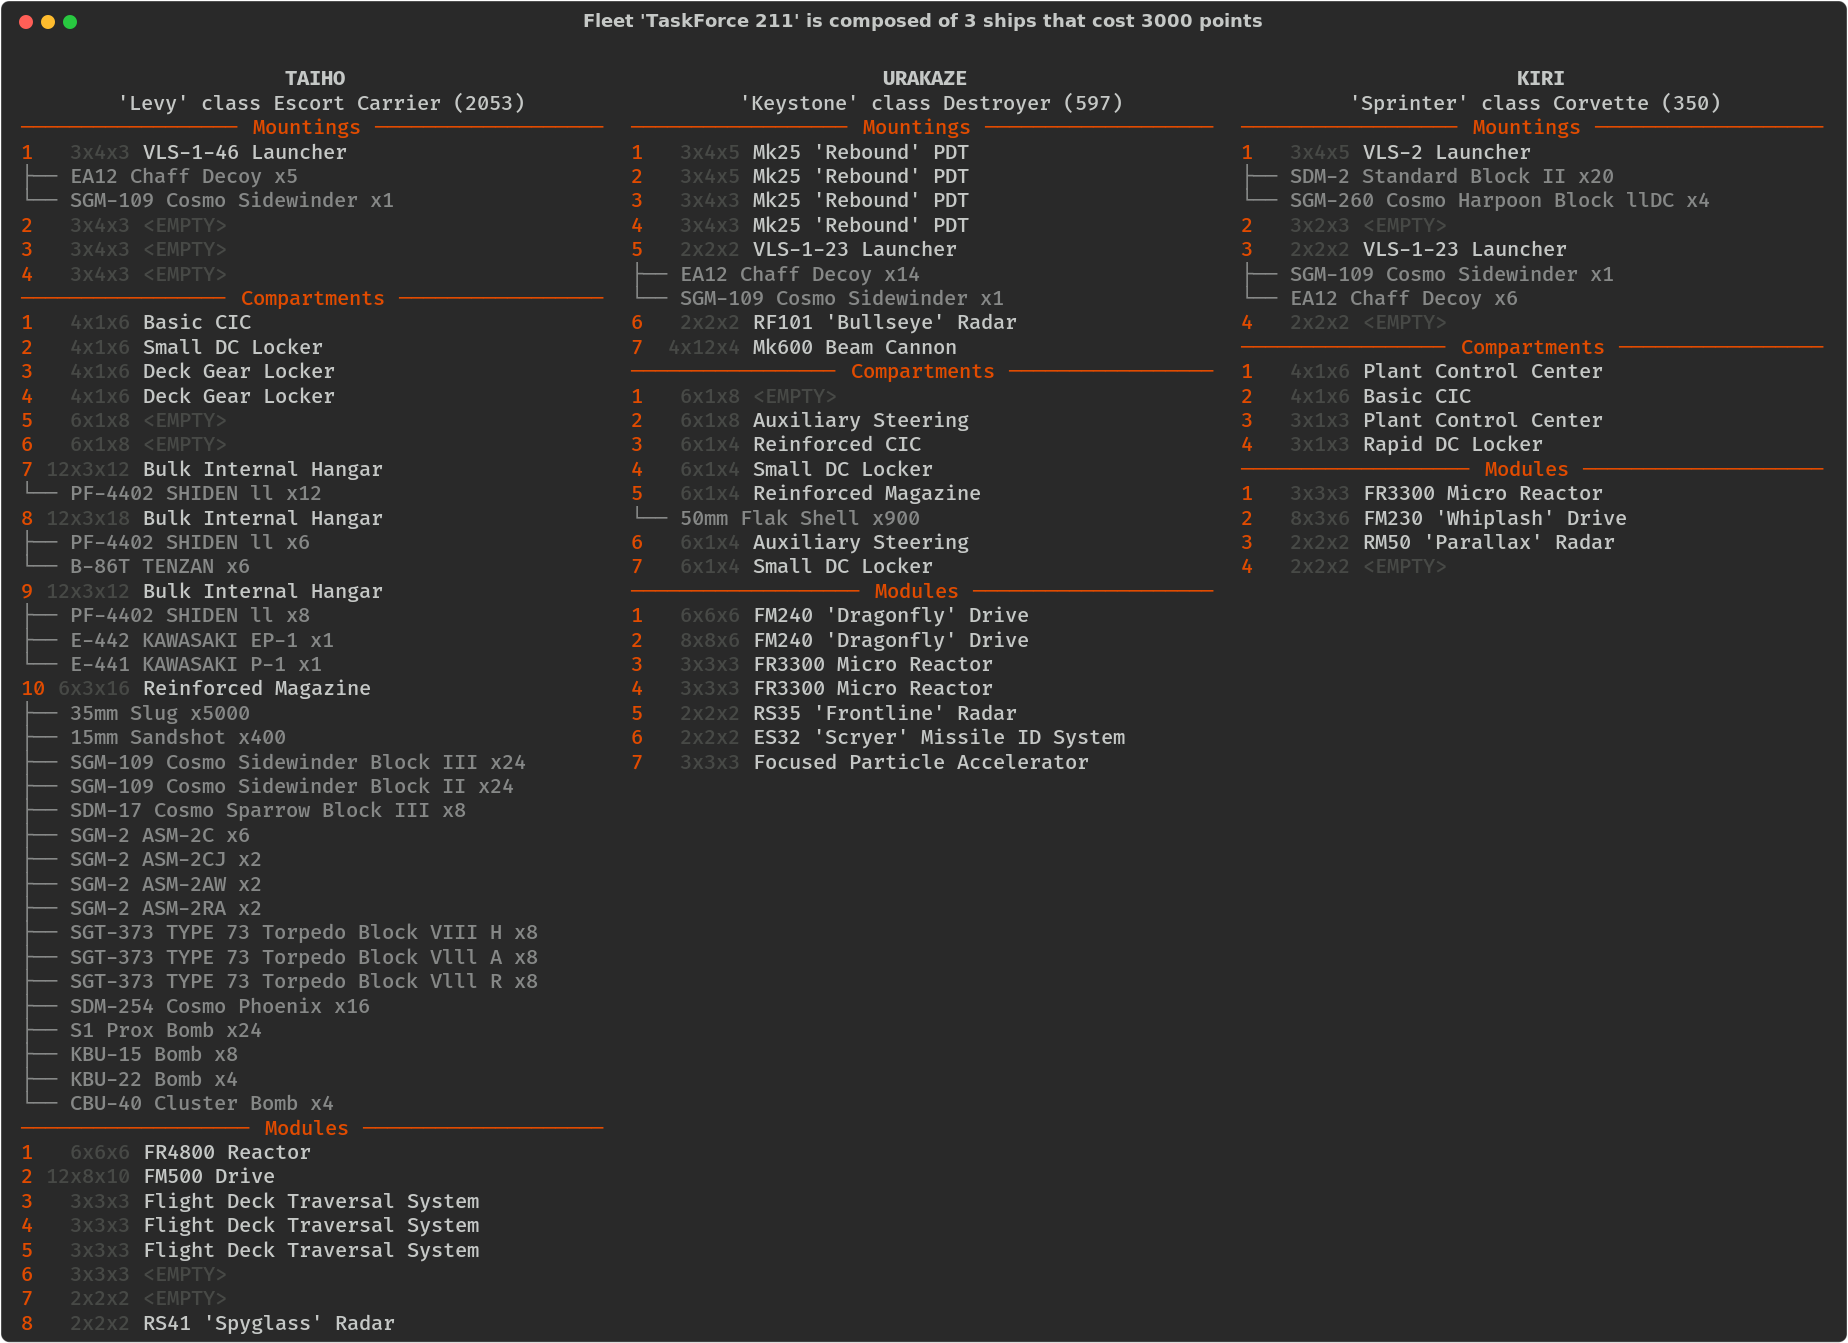 Fleet 'TaskForce 211' is composed of 3 ships that cost 3000 points
TAIHO
'Levy' class Escort Carrier (2053)
Mountings
1 3x4x3 VLS-1-46 Launcher
EA12 Chaff Decoy x5
SGM-109 Cosmo Sidewinder x1
2 3x4x3 <EMPTY>
3 3x4x3 <EMPTY>
4 3x4x3 <EMPTY>
Compartments
1 4x1x6 Basic CIC
2 4x1x6 Small DC Locker
3 4x1x6 Deck Gear Locker
4 4x1x6 Deck Gear Locker
5 6x1x8 <EMPTY>
6 6x1x8 <EMPTY>
7 12x3x12 Bulk Internal Hangar
PF-4402 SHIDEN ll x12
8 12x3x18 Bulk Internal Hangar
PF-4402 SHIDEN ll x6
B-86T TENZAN x6
9 12x3x12 Bulk Internal Hangar
PF-4402 SHIDEN ll x8
E-442 KAWASAKI EP-1 x1
E-441 KAWASAKI P-1 x1
10 6x3x16 Reinforced Magazine
35mm Slug x5000
15mm Sandshot x400
SGM-109 Cosmo Sidewinder Block III x24
SGM-109 Cosmo Sidewinder Block II x24
SDM-17 Cosmo Sparrow Block III x8
SGM-2 ASM-2C x6
SGM-2 ASM-2CJ x2
SGM-2 ASM-2AW x2
SGM-2 ASM-2RA x2
SGT-373 TYPE 73 Torpedo Block VIII H x8
SGT-373 TYPE 73 Torpedo Block Vlll A x8
SGT-373 TYPE 73 Torpedo Block Vlll R x8
SDM-254 Cosmo Phoenix x16
S1 Prox Bomb x24
KBU-15 Bomb x8
KBU-22 Bomb x4
CBU-40 Cluster Bomb x4
Modules
1 6x6x6 FR4800 Reactor
2 12x8x10 FM500 Drive
3 3x3x3 Flight Deck Traversal System
4 3x3x3 Flight Deck Traversal System
5 3x3x3 Flight Deck Traversal System
6 3x3x3 <EMPTY>
7 2x2x2 <EMPTY>
8 2x2x2 RS41 'Spyglass' Radar
URAKAZE
'Keystone' class Destroyer (597)
Mountings
1 3x4x5 Mk25 'Rebound' PDT
2 3x4x5 Mk25 'Rebound' PDT
3 3x4x3 Mk25 'Rebound' PDT
4 3x4x3 Mk25 'Rebound' PDT
5 2x2x2 VLS-1-23 Launcher
EA12 Chaff Decoy x14
SGM-109 Cosmo Sidewinder x1
6 2x2x2 RF101 'Bullseye' Radar
7 4x12x4 Mk600 Beam Cannon
Compartments
1 6x1x8 <EMPTY>
2 6x1x8 Auxiliary Steering
3 6x1x4 Reinforced CIC
4 6x1x4 Small DC Locker
5 6x1x4 Reinforced Magazine
50mm Flak Shell x900
6 6x1x4 Auxiliary Steering
7 6x1x4 Small DC Locker
Modules
1 6x6x6 FM240 'Dragonfly' Drive
2 8x8x6 FM240 'Dragonfly' Drive
3 3x3x3 FR3300 Micro Reactor
4 3x3x3 FR3300 Micro Reactor
5 2x2x2 RS35 'Frontline' Radar
6 2x2x2 ES32 'Scryer' Missile ID System
7 3x3x3 Focused Particle Accelerator
KIRI
'Sprinter' class Corvette (350)
Mountings
1 3x4x5 VLS-2 Launcher
SDM-2 Standard Block II x20
SGM-260 Cosmo Harpoon Block llDC x4
2 3x2x3 <EMPTY>
3 2x2x2 VLS-1-23 Launcher
SGM-109 Cosmo Sidewinder x1
EA12 Chaff Decoy x6
4 2x2x2 <EMPTY>
Compartments
1 4x1x6 Plant Control Center
2 4x1x6 Basic CIC
3 3x1x3 Plant Control Center
4 3x1x3 Rapid DC Locker
Modules
1 3x3x3 FR3300 Micro Reactor
2 8x3x6 FM230 'Whiplash' Drive
3 2x2x2 RM50 'Parallax' Radar
4 2x2x2 <EMPTY>